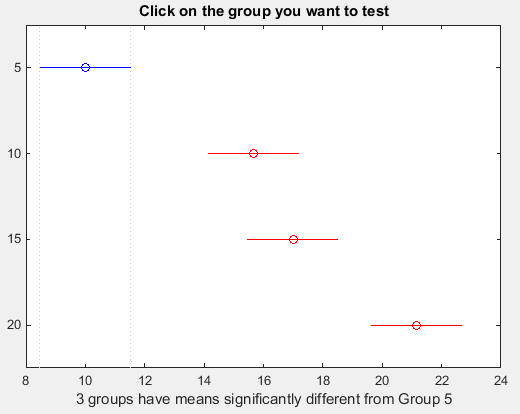 Click on the group you want to test
5
10
15
20
8 10 12 14 16 18 20 22 24
3 groups have means significantly different from Group 5